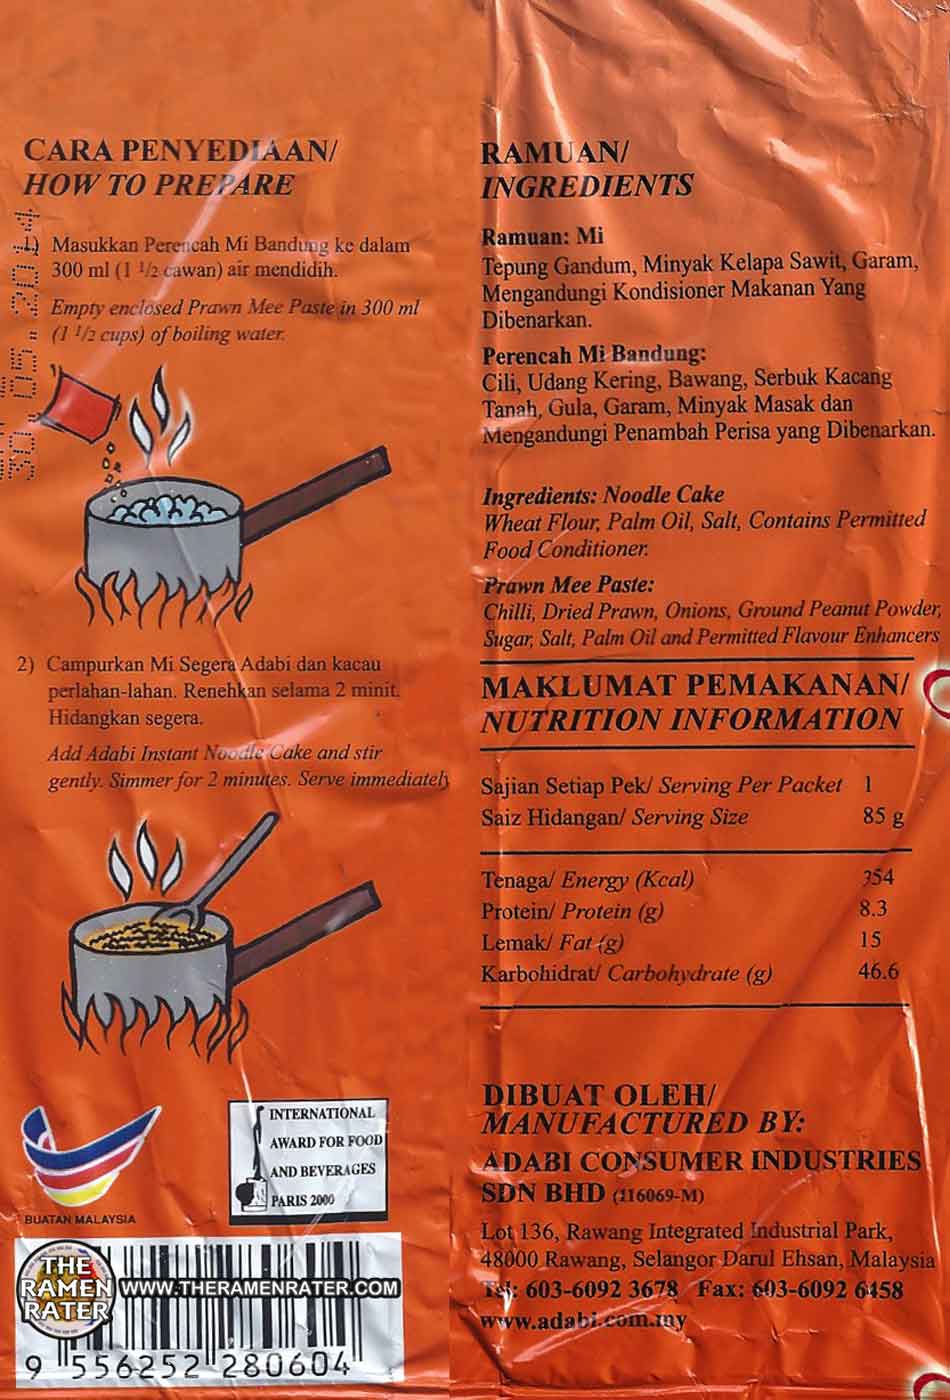 CARA PENYEDIAAN/
HOW TO PREPARE
1) Masukkan Perencah Mi Bandung ke dalam
300 ml (1 1/2 cawan) air mendidih.
Empty enclosed Prawn Mee Paste in 300 ml
(1 1/2 cups) of boiling water.
30.05.2014
2) Campurkan Mi Segera Adabi dan kacau
perlahan-lahan. Renehkan selama 2 minit.
Hidangkan segera.
Add Adabi Instant Noodle Cake and stir
gently. Simmer for 2 minutes. Serve immediately
BUATAN MALAYSIA
INTERNATIONAL
AWARD FOR FOOD
AND BEVERAGES
PARIS 2000
THE
RAMEN
RATER
WWW.THERAMENRATER.COM
9 556252 280604
RAMUAN/
INGREDIENTS
Ramuan: Mi
Tepung Gandum, Minyak Kelapa Sawit, Garam,
Mengandungi Kondisioner Makanan Yang
Dibenarkan.
Perencah Mi Bandung:
Cili, Udang Kering, Bawang, Serbuk Kacang
Tanah, Gula, Garam, Minyak Masak dan
Mengandungi Penambah Perisa yang Dibenarkan.
Ingredients: Noodle Cake
Wheat Flour, Palm Oil, Salt, Contains Permitted
Food Conditioner.
Prawn Mee Paste:
Chilli, Dried Prawn, Onions, Ground Peanut Powder,
Sugar, Salt, Palm Oil and Permitted Flavour Enhancers
MAKLUMAT PEMAKANAN/
NUTRITION INFORMATION
Sajian Setiap Pek/ Serving Per Packet 1
Saiz Hidangan/ Serving Size 85 g
Tenaga/ Energy (Kcal) 354
Protein/ Protein (g) 8.3
Lemak/ Fat (g) 15
Karbohidrat/ Carbohydrate (g) 46.6
DIBUAT OLEH/
MANUFACTURED BY:
ADABI CONSUMER INDUSTRIES
SDN BHD (116069-M)
Lot 136, Rawang Integrated Industrial Park,
48000 Rawang, Selangor Darul Ehsan, Malaysia
Tel: 603-6092 3678 Fax: 603-6092 6458
www.adabi.com.my